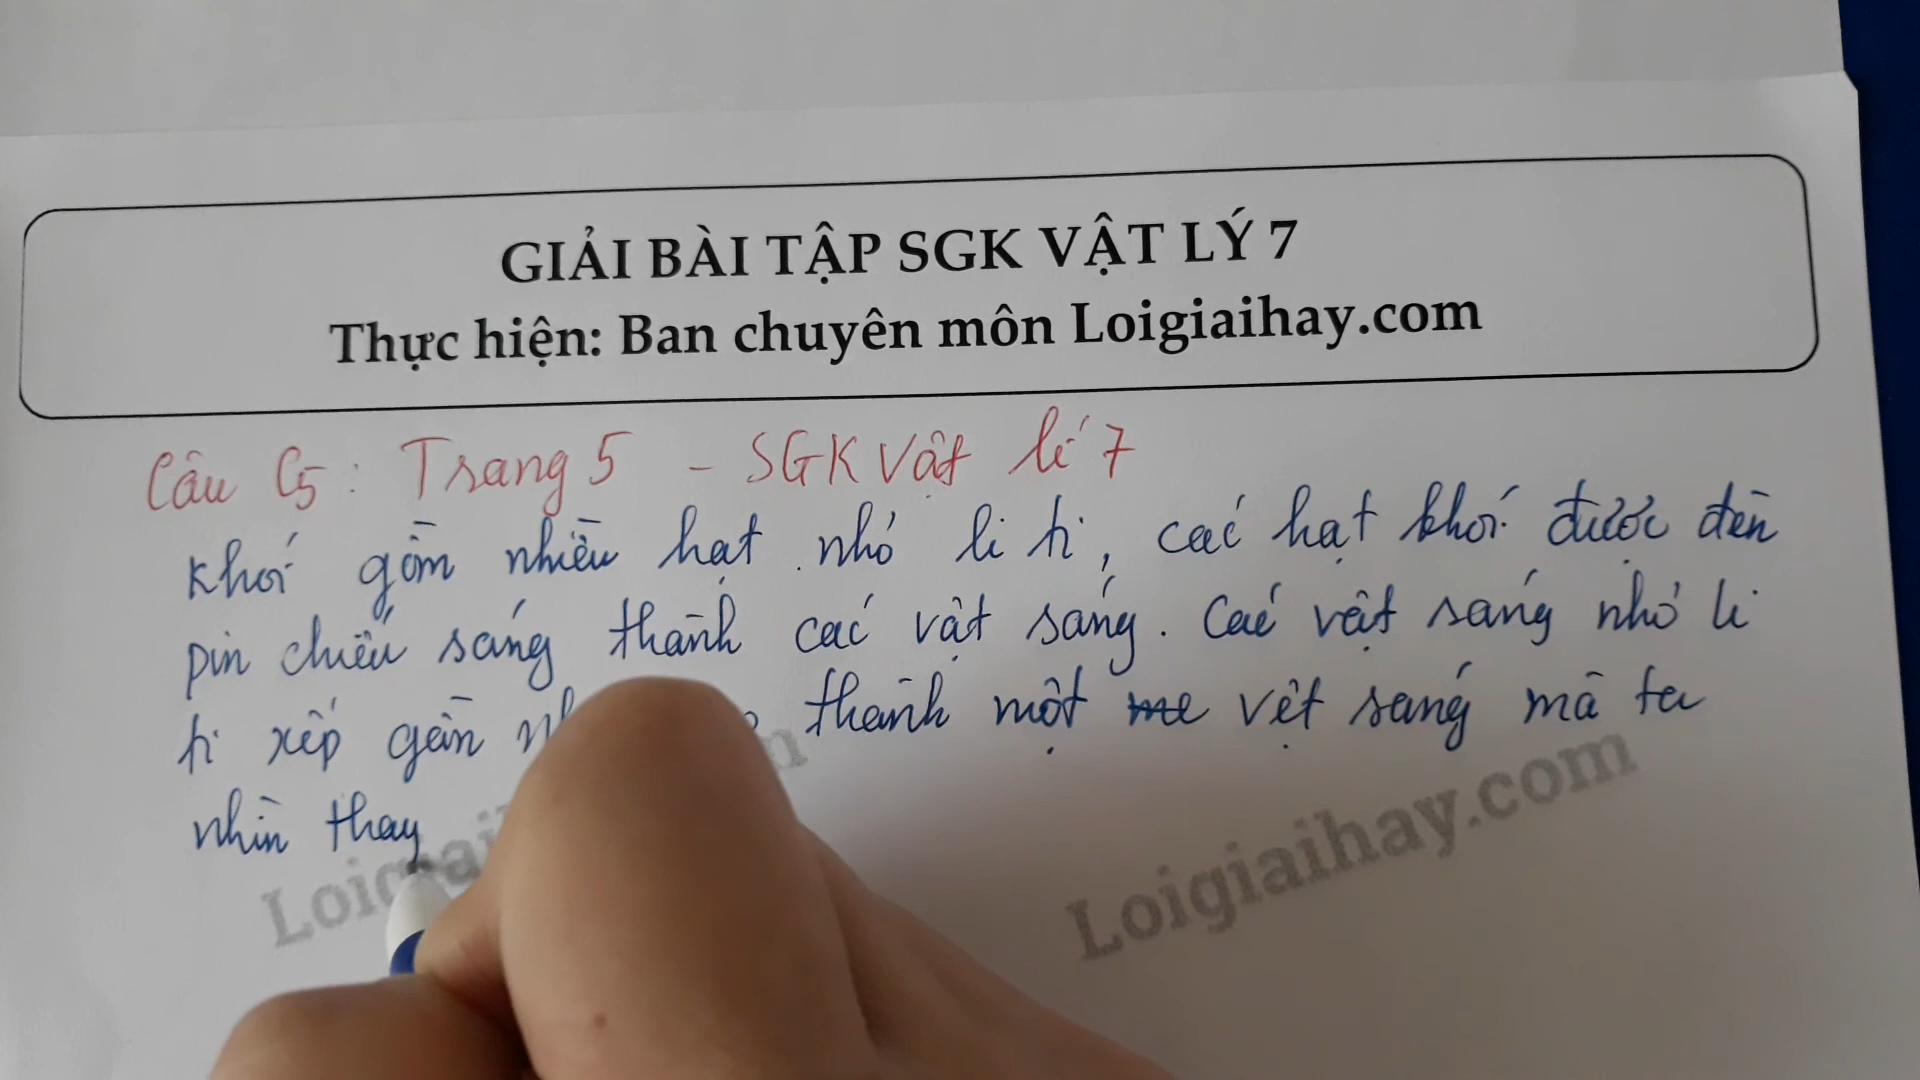 GIẢI BÀI TẬP SGK VẬT LÝ 7
Thực hiện: Ban chuyên môn Loigiaihay.com
Câu C5: Trang 5 - SGK Vật lí 7
Khói gồm nhiều hạt nhỏ li ti, các hạt khói được đèn
pin chiếu sáng thành các vật sáng. Các vật sáng nhỏ li
ti xếp gần thành một me vệt sáng mà ta
nhìn thay
Loigiaihay.com